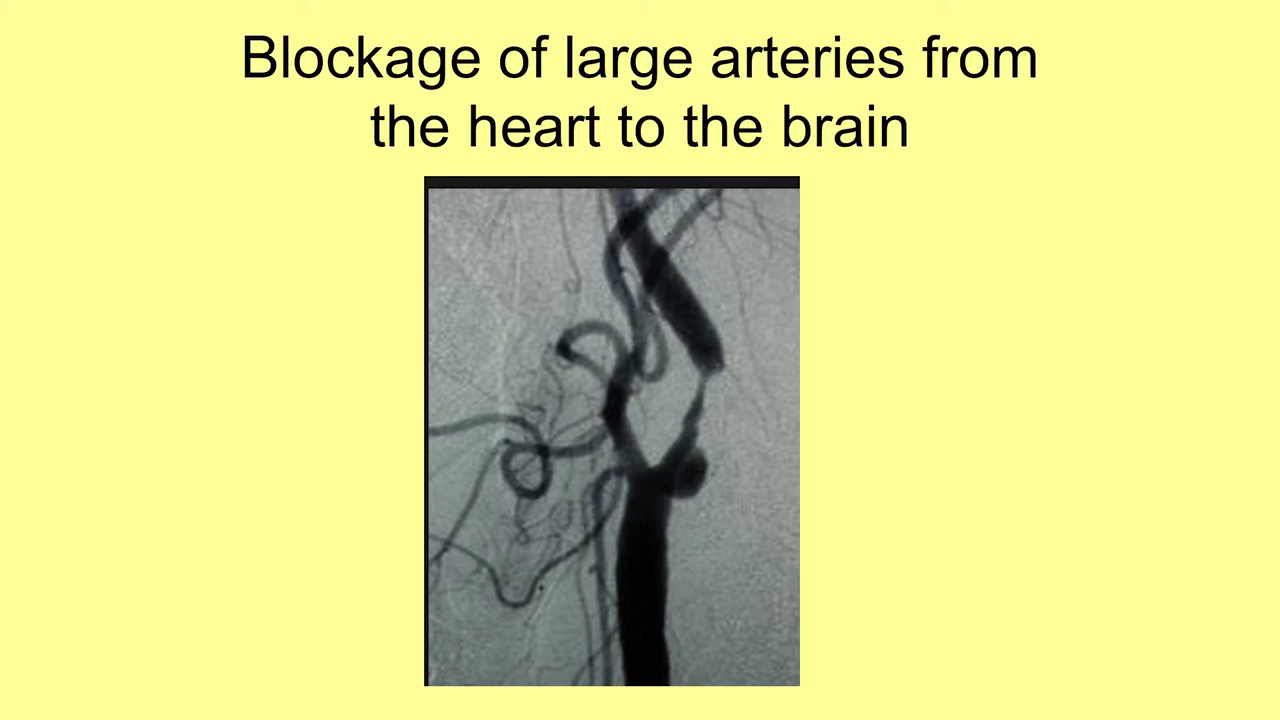 Blockage of large arteries from
the heart to the brain